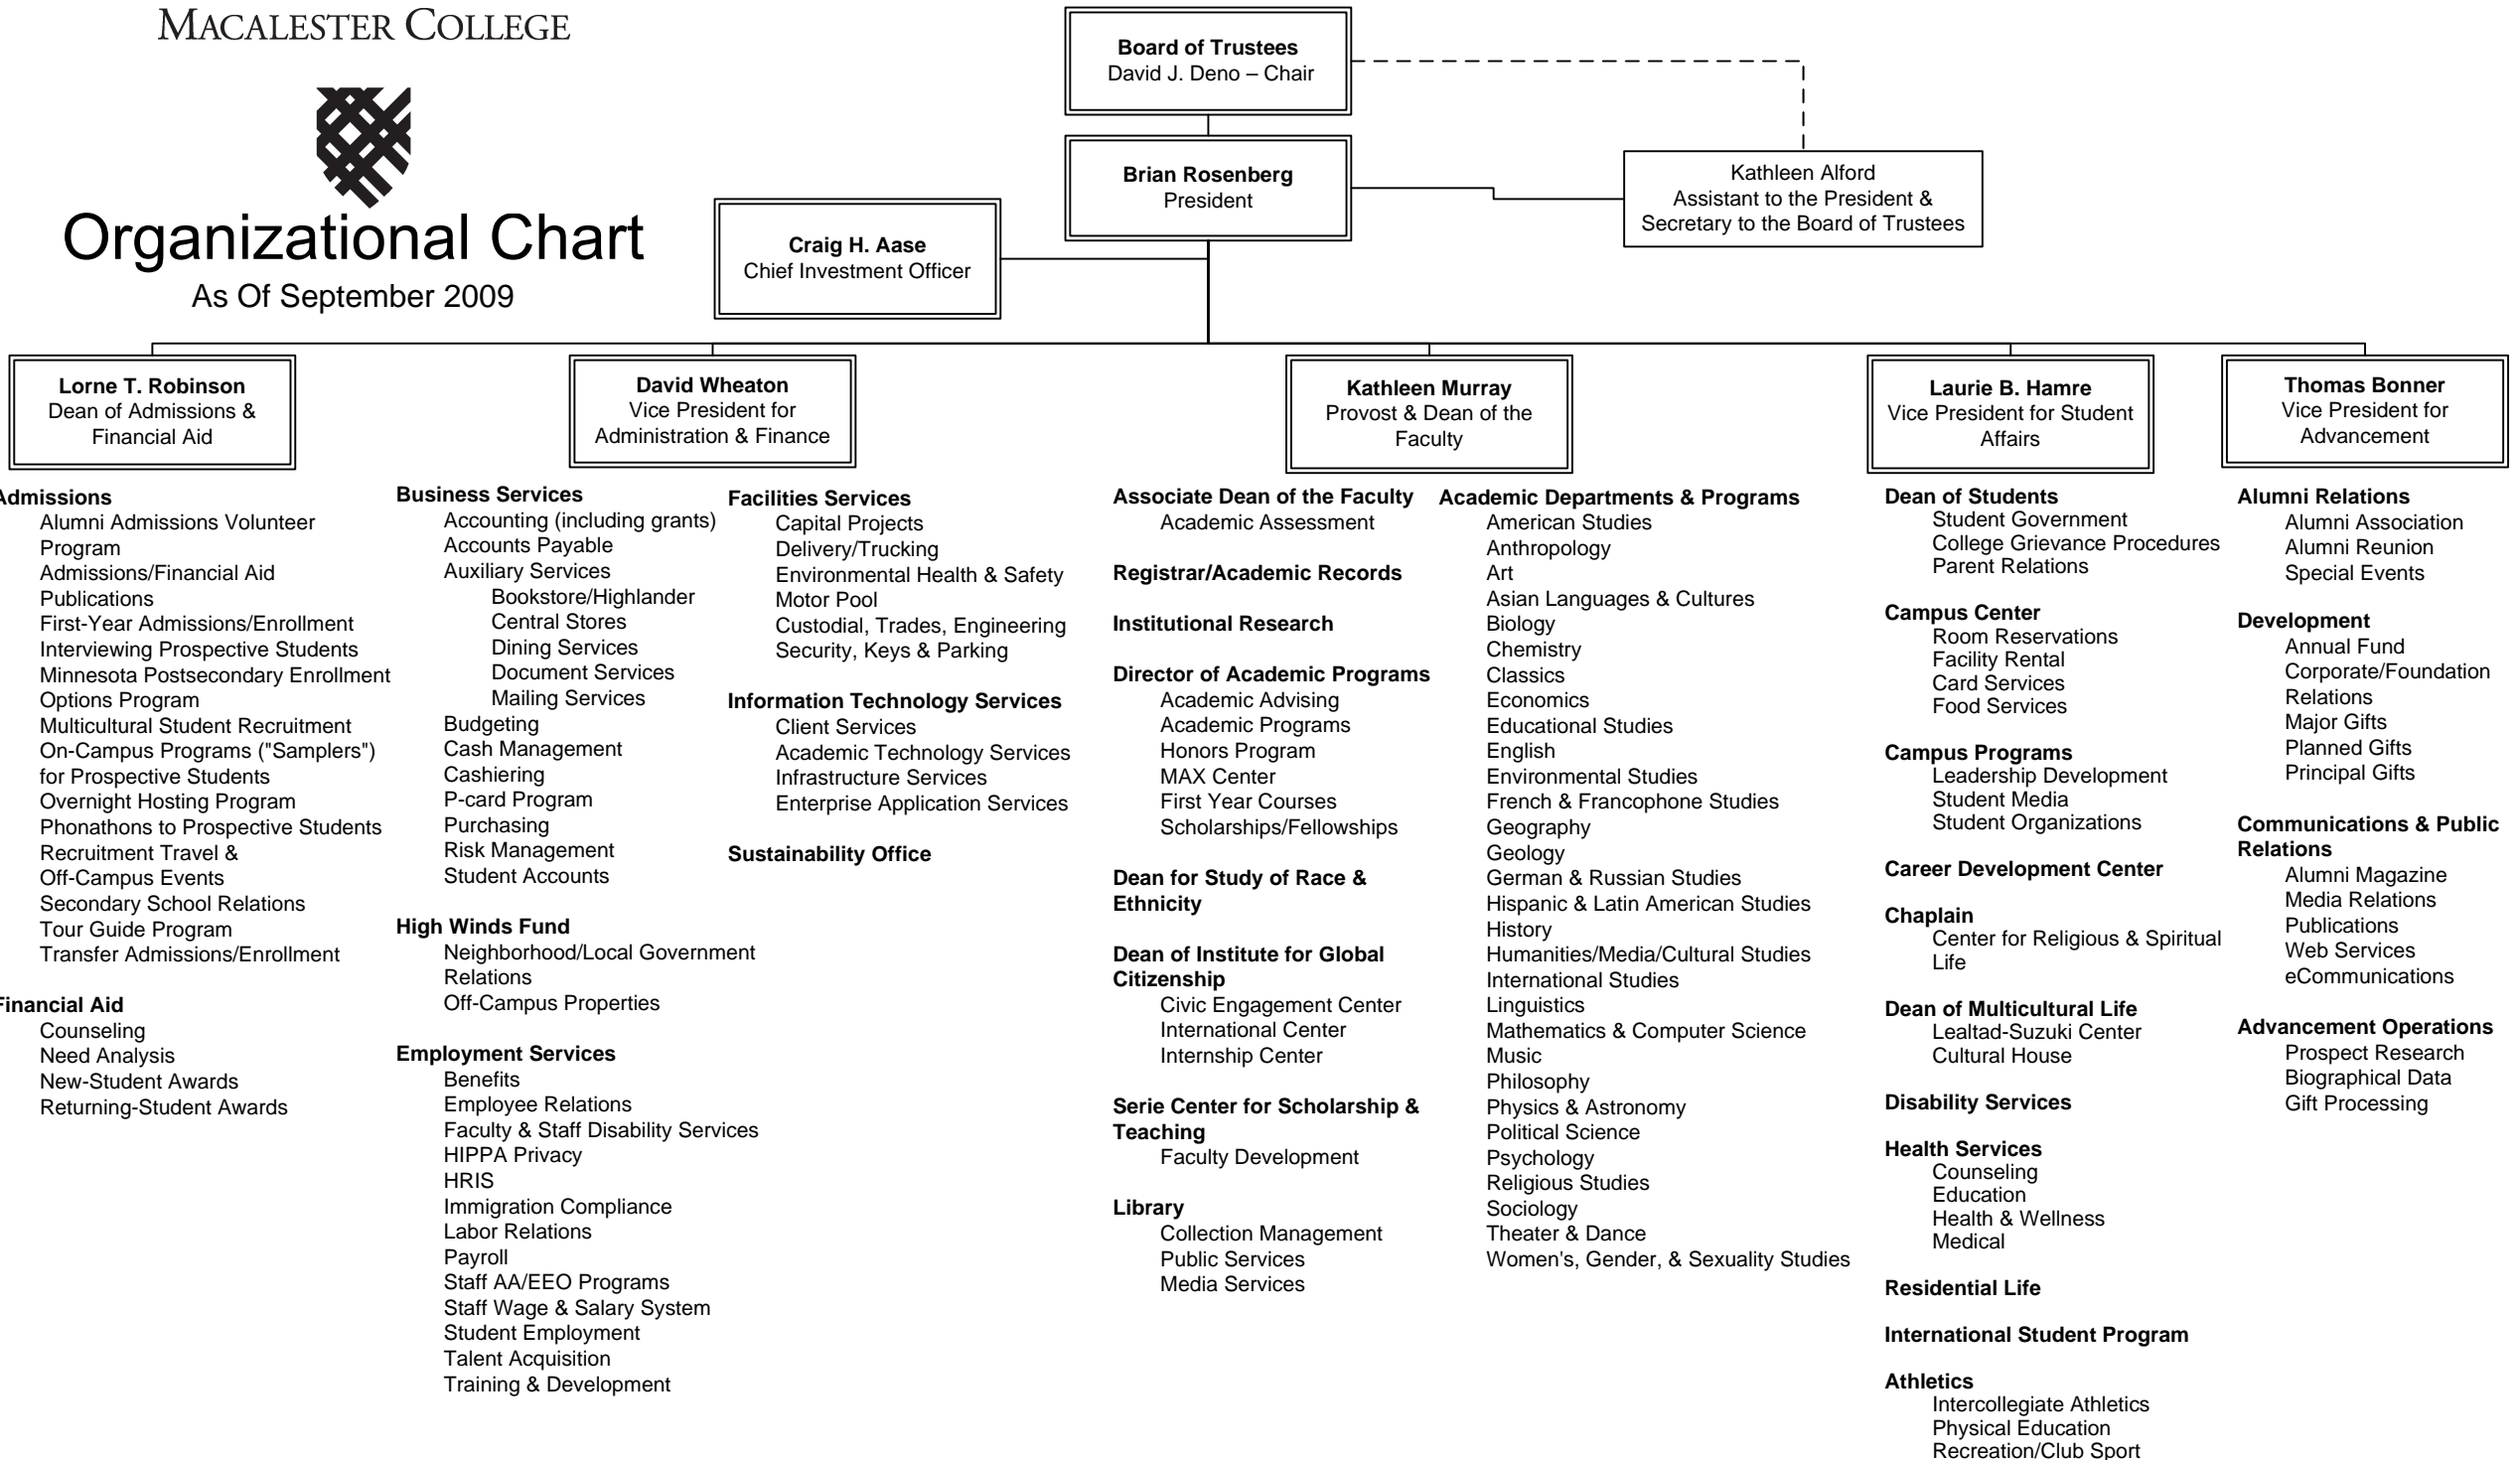 MACALESTER COLLEGE
Organizational Chart
As Of September 2009
Board of Trustees
David J. Deno – Chair
Brian Rosenberg
President
Kathleen Alford
Assistant to the President &
Secretary to the Board of Trustees
Craig H. Aase
Chief Investment Officer
Lorne T. Robinson
Dean of Admissions &
Financial Aid
David Wheaton
Vice President for
Administration & Finance
Kathleen Murray
Provost & Dean of the
Faculty
Laurie B. Hamre
Vice President for Student
Affairs
Thomas Bonner
Vice President for
Advancement
Admissions
Alumni Admissions Volunteer
Program
Admissions/Financial Aid
Publications
First-Year Admissions/Enrollment
Interviewing Prospective Students
Minnesota Postsecondary Enrollment
Options Program
Multicultural Student Recruitment
On-Campus Programs ("Samplers")
for Prospective Students
Overnight Hosting Program
Phonathons to Prospective Students
Recruitment Travel &
Off-Campus Events
Secondary School Relations
Tour Guide Program
Transfer Admissions/Enrollment
Financial Aid
Counseling
Need Analysis
New-Student Awards
Returning-Student Awards
Business Services
Accounting (including grants)
Accounts Payable
Auxiliary Services
Bookstore/Highlander
Central Stores
Dining Services
Document Services
Mailing Services
Budgeting
Cash Management
Cashiering
P-card Program
Purchasing
Risk Management
Student Accounts
High Winds Fund
Neighborhood/Local Government
Relations
Off-Campus Properties
Employment Services
Benefits
Employee Relations
Faculty & Staff Disability Services
HIPPA Privacy
HRIS
Immigration Compliance
Labor Relations
Payroll
Staff AA/EEO Programs
Staff Wage & Salary System
Student Employment
Talent Acquisition
Training & Development
Facilities Services
Capital Projects
Delivery/Trucking
Environmental Health & Safety
Motor Pool
Custodial, Trades, Engineering
Security, Keys & Parking
Information Technology Services
Client Services
Academic Technology Services
Infrastructure Services
Enterprise Application Services
Sustainability Office
Associate Dean of the Faculty
Academic Assessment
Registrar/Academic Records
Institutional Research
Director of Academic Programs
Academic Advising
Academic Programs
Honors Program
MAX Center
First Year Courses
Scholarships/Fellowships
Dean for Study of Race &
Ethnicity
Dean of Institute for Global
Citizenship
Civic Engagement Center
International Center
Internship Center
Serie Center for Scholarship &
Teaching
Faculty Development
Library
Collection Management
Public Services
Media Services
Academic Departments & Programs
American Studies
Anthropology
Art
Asian Languages & Cultures
Biology
Chemistry
Classics
Economics
Educational Studies
English
Environmental Studies
French & Francophone Studies
Geography
Geology
German & Russian Studies
Hispanic & Latin American Studies
History
Humanities/Media/Cultural Studies
International Studies
Linguistics
Mathematics & Computer Science
Music
Philosophy
Physics & Astronomy
Political Science
Psychology
Religious Studies
Sociology
Theater & Dance
Women's, Gender, & Sexuality Studies
Dean of Students
Student Government
College Grievance Procedures
Parent Relations
Campus Center
Room Reservations
Facility Rental
Card Services
Food Services
Campus Programs
Leadership Development
Student Media
Student Organizations
Career Development Center
Chaplain
Center for Religious & Spiritual
Life
Dean of Multicultural Life
Lealtad-Suzuki Center
Cultural House
Disability Services
Health Services
Counseling
Education
Health & Wellness
Medical
Residential Life
International Student Program
Athletics
Intercollegiate Athletics
Physical Education
Recreation/Club Sport
Alumni Relations
Alumni Association
Alumni Reunion
Special Events
Development
Annual Fund
Corporate/Foundation
Relations
Major Gifts
Planned Gifts
Principal Gifts
Communications & Public
Relations
Alumni Magazine
Media Relations
Publications
Web Services
eCommunications
Advancement Operations
Prospect Research
Biographical Data
Gift Processing